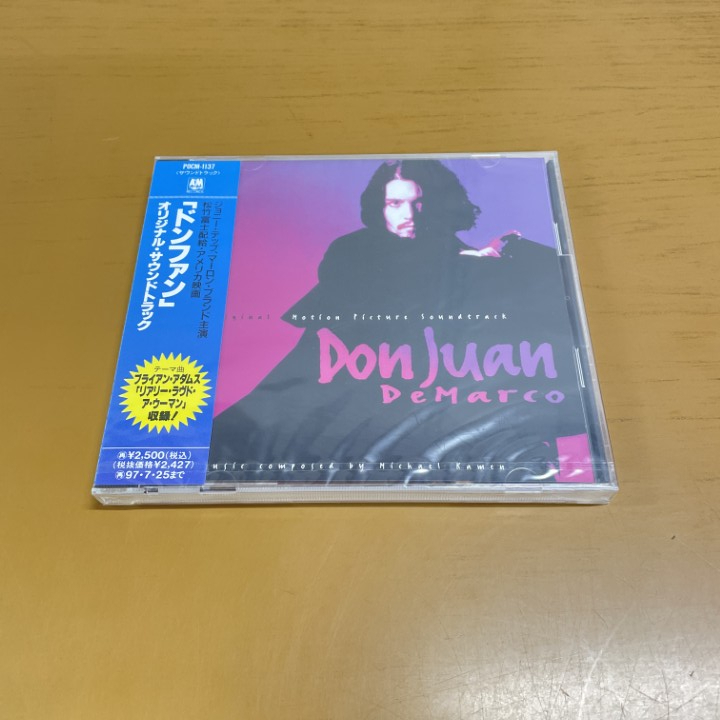 POCM-1137
(サウンドトラック)
A&M
RECORDS
「ドンファン」
オリジナル・サウンドトラック
ジョニー・デップ/マーロン・ブランド主演
松竹富士配給・アメリカ映画
テーマ曲
ブライアン・アダムス
「リアリー・ラヴド・
ア・ウーマン」
収録!
¥2,500(税込)
(税抜価格¥2,427)
97・7・25まで
Motion Picture Soundtrack
Don Juan
DeMarco
music composed by Michael Kamen